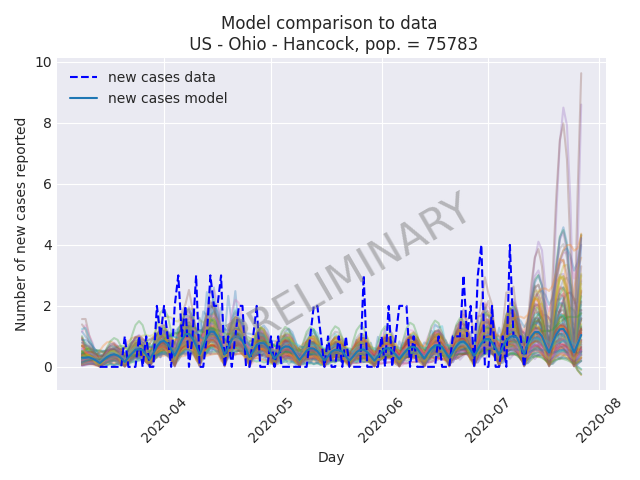 Model comparison to data
US - Ohio - Hancock, pop. = 75783
10
8
6
4
2
0
Number of new cases reported
new cases data
new cases model
PRELIMINARY
2020-04
2020-05
2020-06
2020-07
2020-08
Day